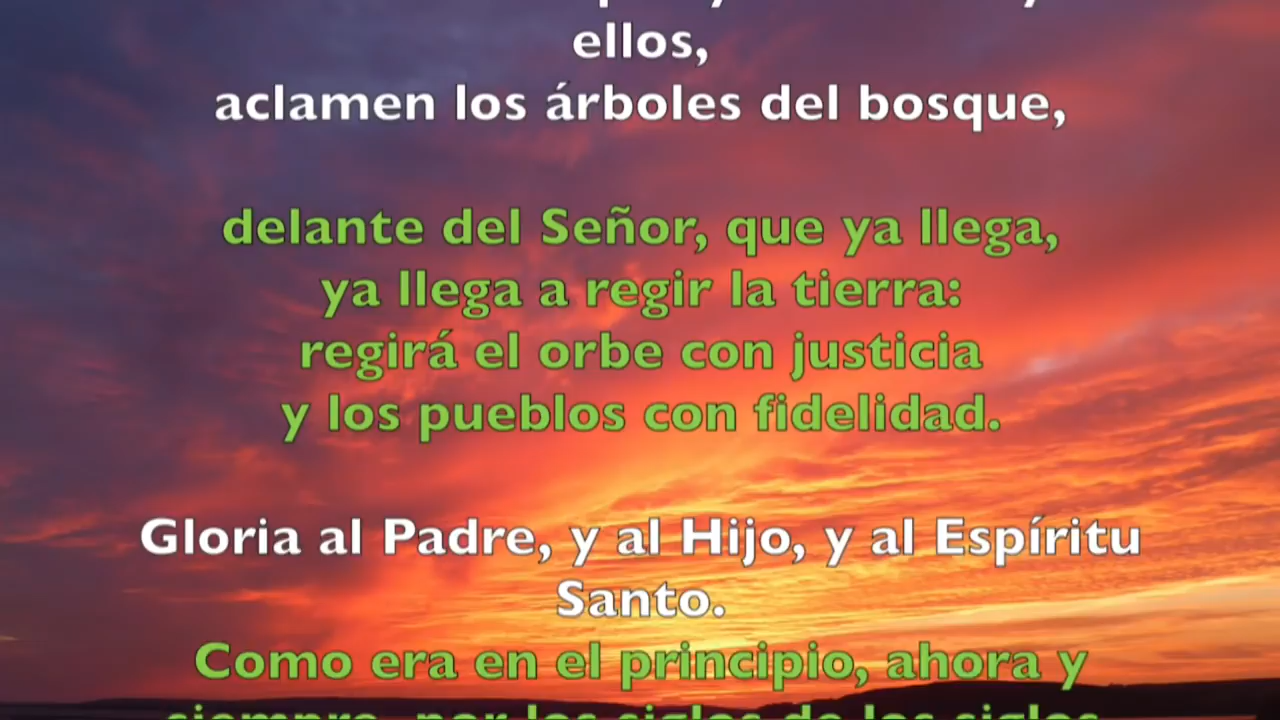 ellos,
aclamen los árboles del bosque,
delante del Señor, que ya llega,
ya llega a regir la tierra:
regirá el orbe con justicia
y los pueblos con fidelidad.
Gloria al Padre, y al Hijo, y al Espíritu
Santo.
Como era en el principio, ahora y
siempre, por los siglos de los siglos